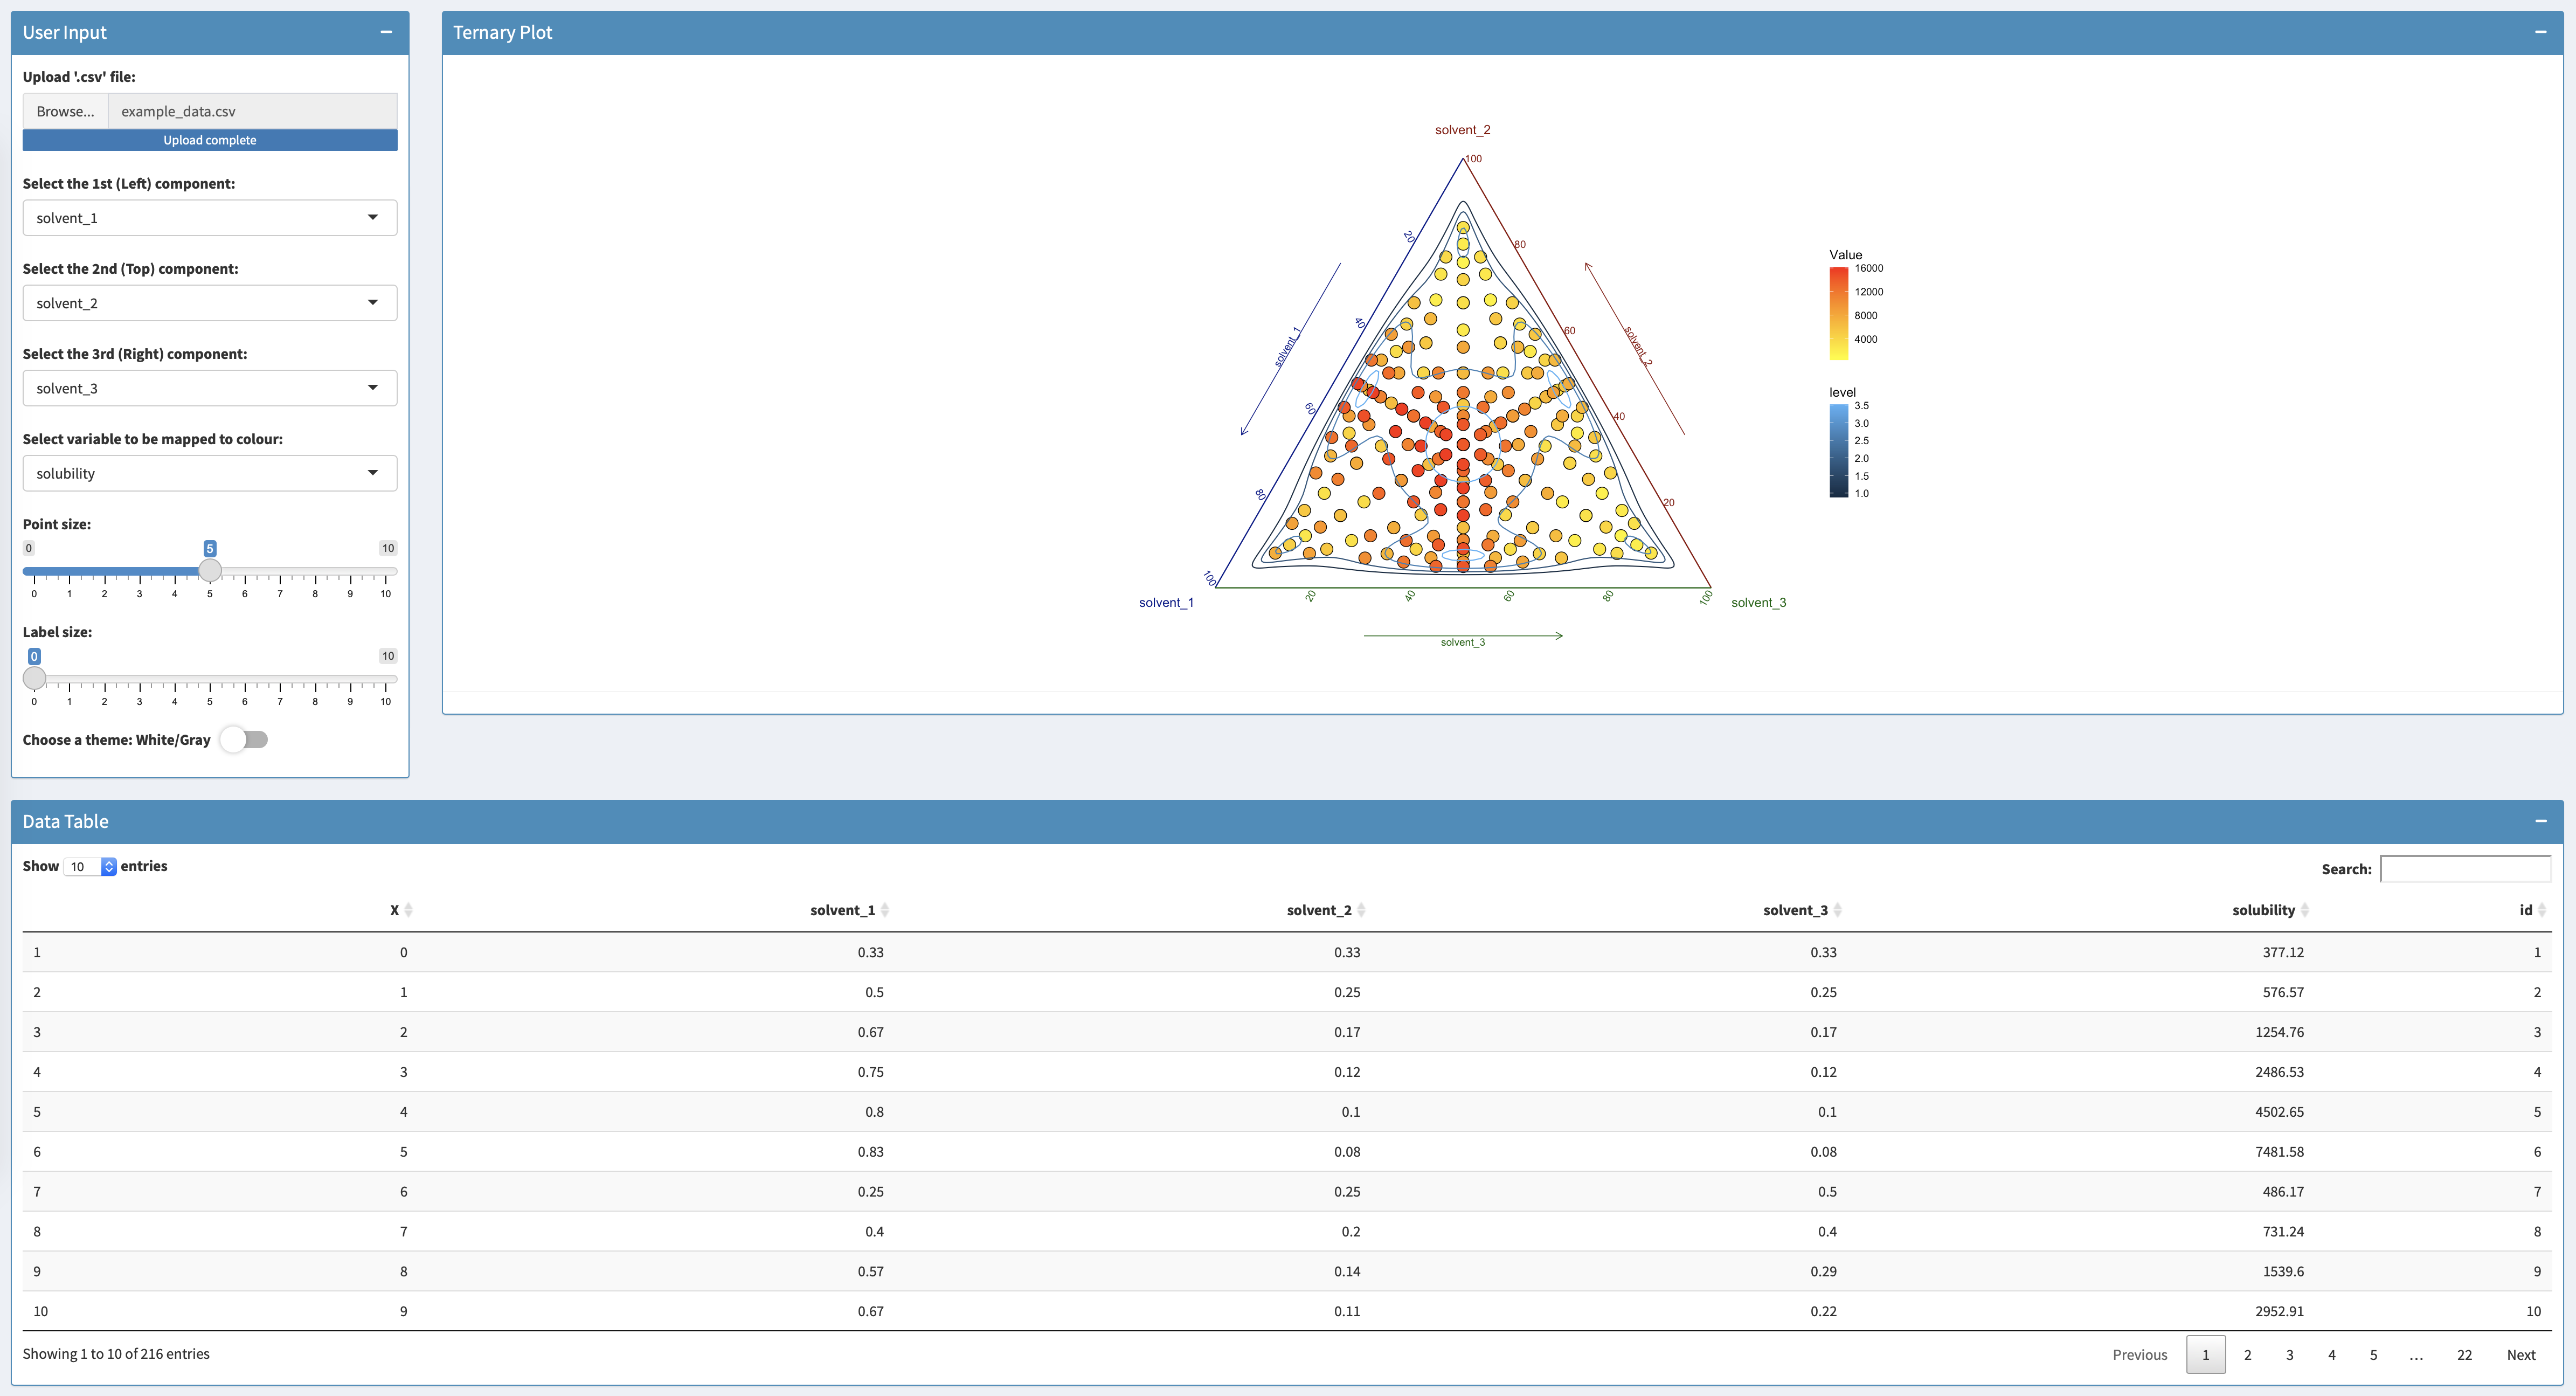 User Input
Upload '.csv' file:
Browse... example_data.csv
Upload complete
Select the 1st (Left) component:
solvent_1
Select the 2nd (Top) component:
solvent_2
Select the 3rd (Right) component:
solvent_3
Select variable to be mapped to colour:
solubility
Point size:
0 5 10
0 1 2 3 4 5 6 7 8 9 10
Label size:
0 10
0 1 2 3 4 5 6 7 8 9 10
Choose a theme: White/Gray
Ternary Plot
solvent_2
100
20 80
40 60
solvent_1 solvent_2
60 40
80 20
100
solvent_1 20 40 60 80 100 solvent_3
solvent_3
Value
16000
12000
8000
4000
level
3.5
3.0
2.5
2.0
1.5
1.0
Data Table
Show 10 entries Search:
X solvent_1 solvent_2 solvent_3 solubility id
1 0 0.33 0.33 0.33 377.12 1
2 1 0.5 0.25 0.25 576.57 2
3 2 0.67 0.17 0.17 1254.76 3
4 3 0.75 0.12 0.12 2486.53 4
5 4 0.8 0.1 0.1 4502.65 5
6 5 0.83 0.08 0.08 7481.58 6
7 6 0.25 0.25 0.5 486.17 7
8 7 0.4 0.2 0.4 731.24 8
9 8 0.57 0.14 0.29 1539.6 9
10 9 0.67 0.11 0.22 2952.91 10
Showing 1 to 10 of 216 entries Previous 1 2 3 4 5 … 22 Next